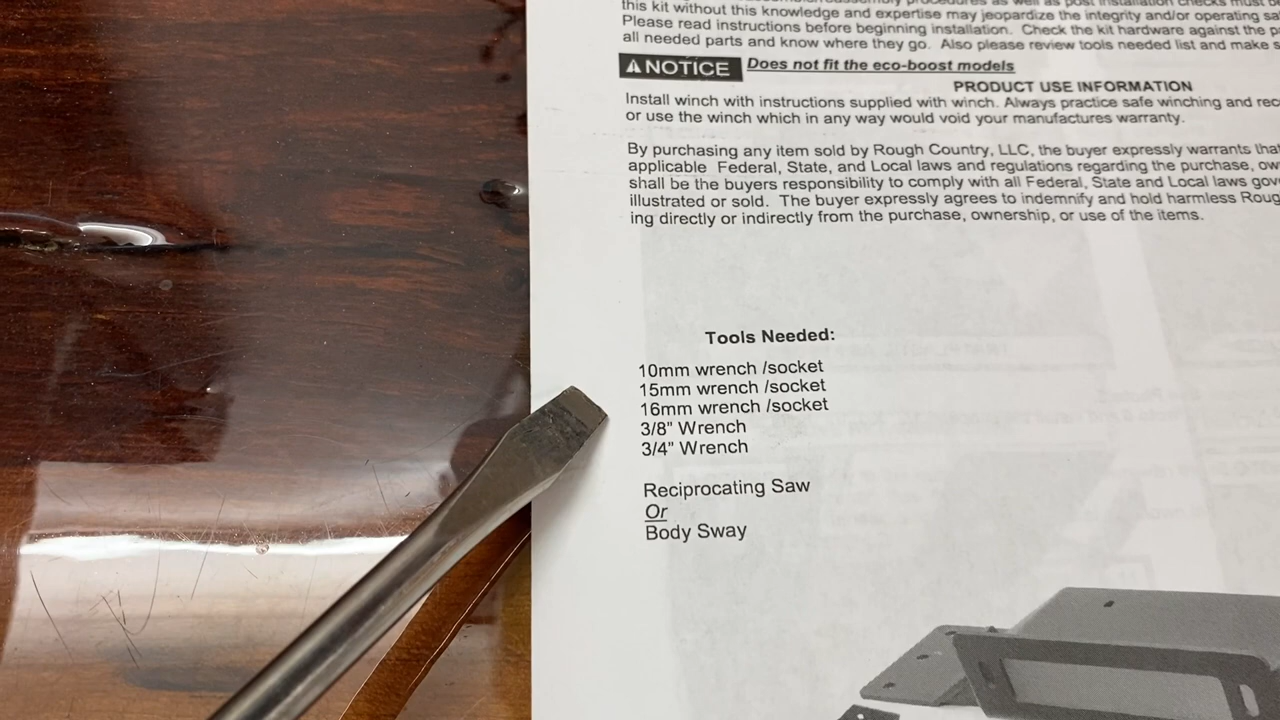 this kit without this knowledge and expertise may jeopardize the integrity and/or operating
Please read instructions before beginning installation. Check the kit hardware against the
all needed parts and know where they go. Also please review tools needed list and make
NOTICE Does not fit the eco-boost models
PRODUCT USE INFORMATION
Install winch with instructions supplied with winch. Always practice safe winching and
or use the winch which in any way would void your manufactures warranty.
By purchasing any item sold by Rough Country, LLC, the buyer expressly warrants that
applicable Federal, State, and Local laws and regulations regarding the purchase,
shall be the buyers responsibility to comply with all Federal, State and Local laws
illustrated or sold. The buyer expressly agrees to indemnify and hold harmless
ing directly or indirectly from the purchase, ownership, or use of the items.
Tools Needed:
10mm wrench /socket
15mm wrench /socket
16mm wrench /socket
3/8" Wrench
3/4" Wrench
Reciprocating Saw
Or
Body Sway